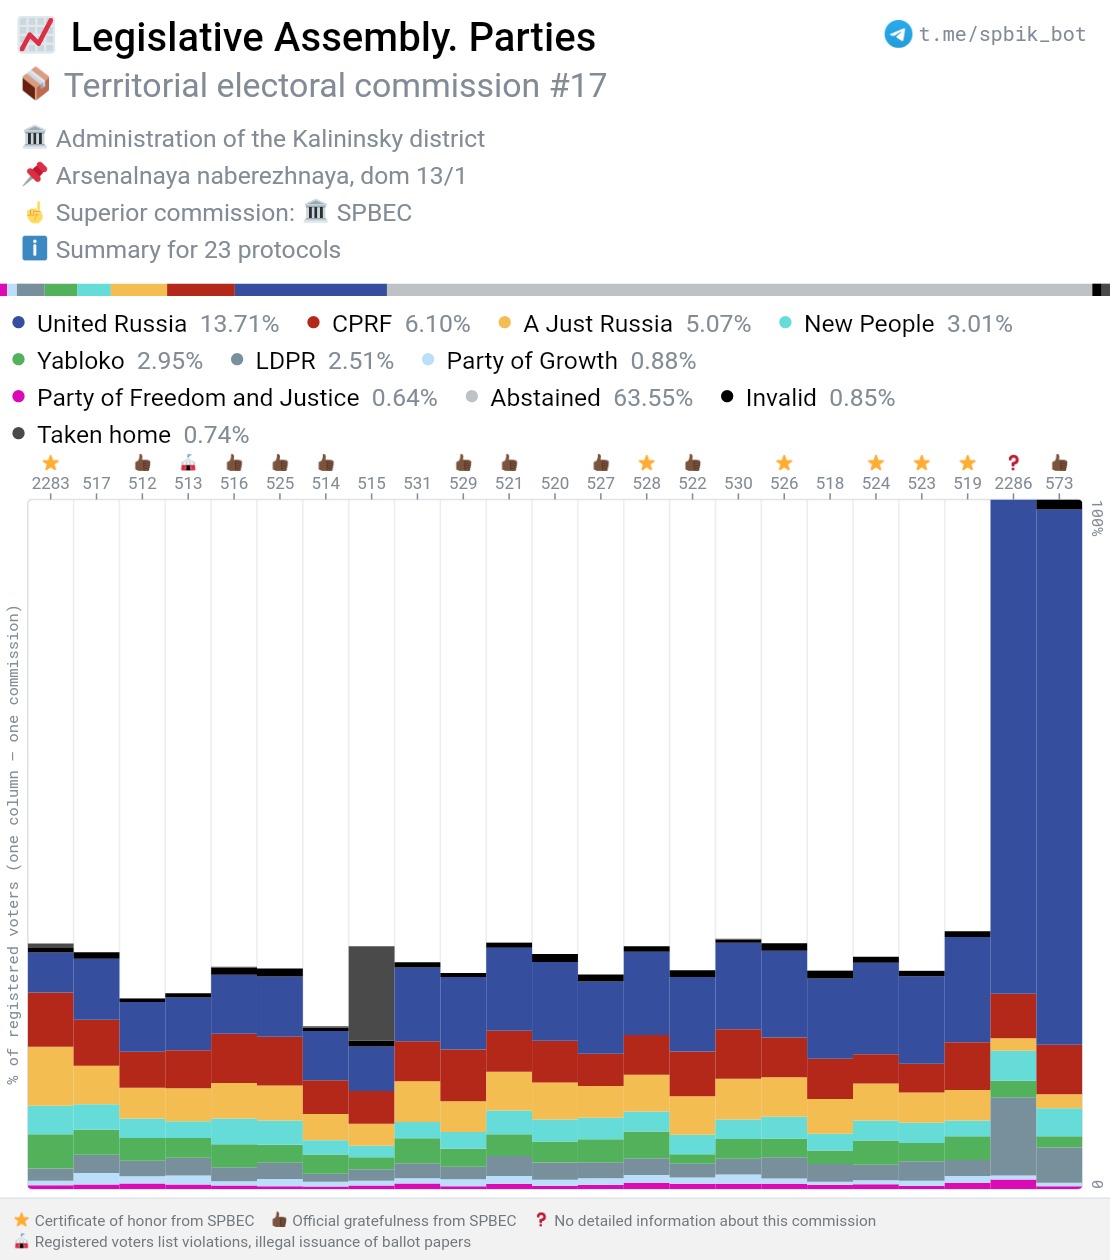 Legislative Assembly. Parties
t.me/spbik_bot
Territorial electoral commission #17
Administration of the Kalininsky district
Arsenalnaya naberezhnaya, dom 13/1
Superior commission: SPBEC
Summary for 23 protocols
United Russia 13.71% CPRF 6.10% A Just Russia 5.07% New People 3.01%
Yabloko 2.95% LDPR 2.51% Party of Growth 0.88%
Party of Freedom and Justice 0.64% Abstained 63.55% Invalid 0.85%
Taken home 0.74%
2283 517 512 513 516 525 514 515 531 529 521 520 527 528 522 530 526 518 524 523 519 2286 573
100%
% of registered voters (one column – one commission)
0
Certificate of honor from SPBEC Official gratefulness from SPBEC No detailed information about this commission
Registered voters list violations, illegal issuance of ballot papers